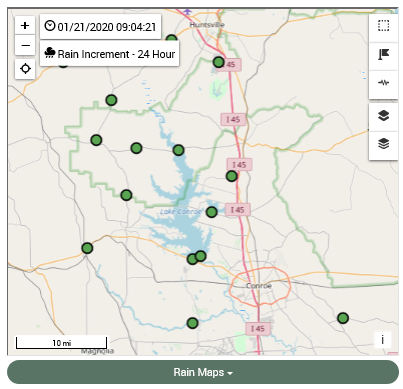 Huntsville
+
01/21/2020 09:04:21
−
Rain Increment - 24 Hour
45
I 45
I 45
I 45
Lake Conroe
Conroe
I 45
10 mi
i
Magnolia
Rain Maps